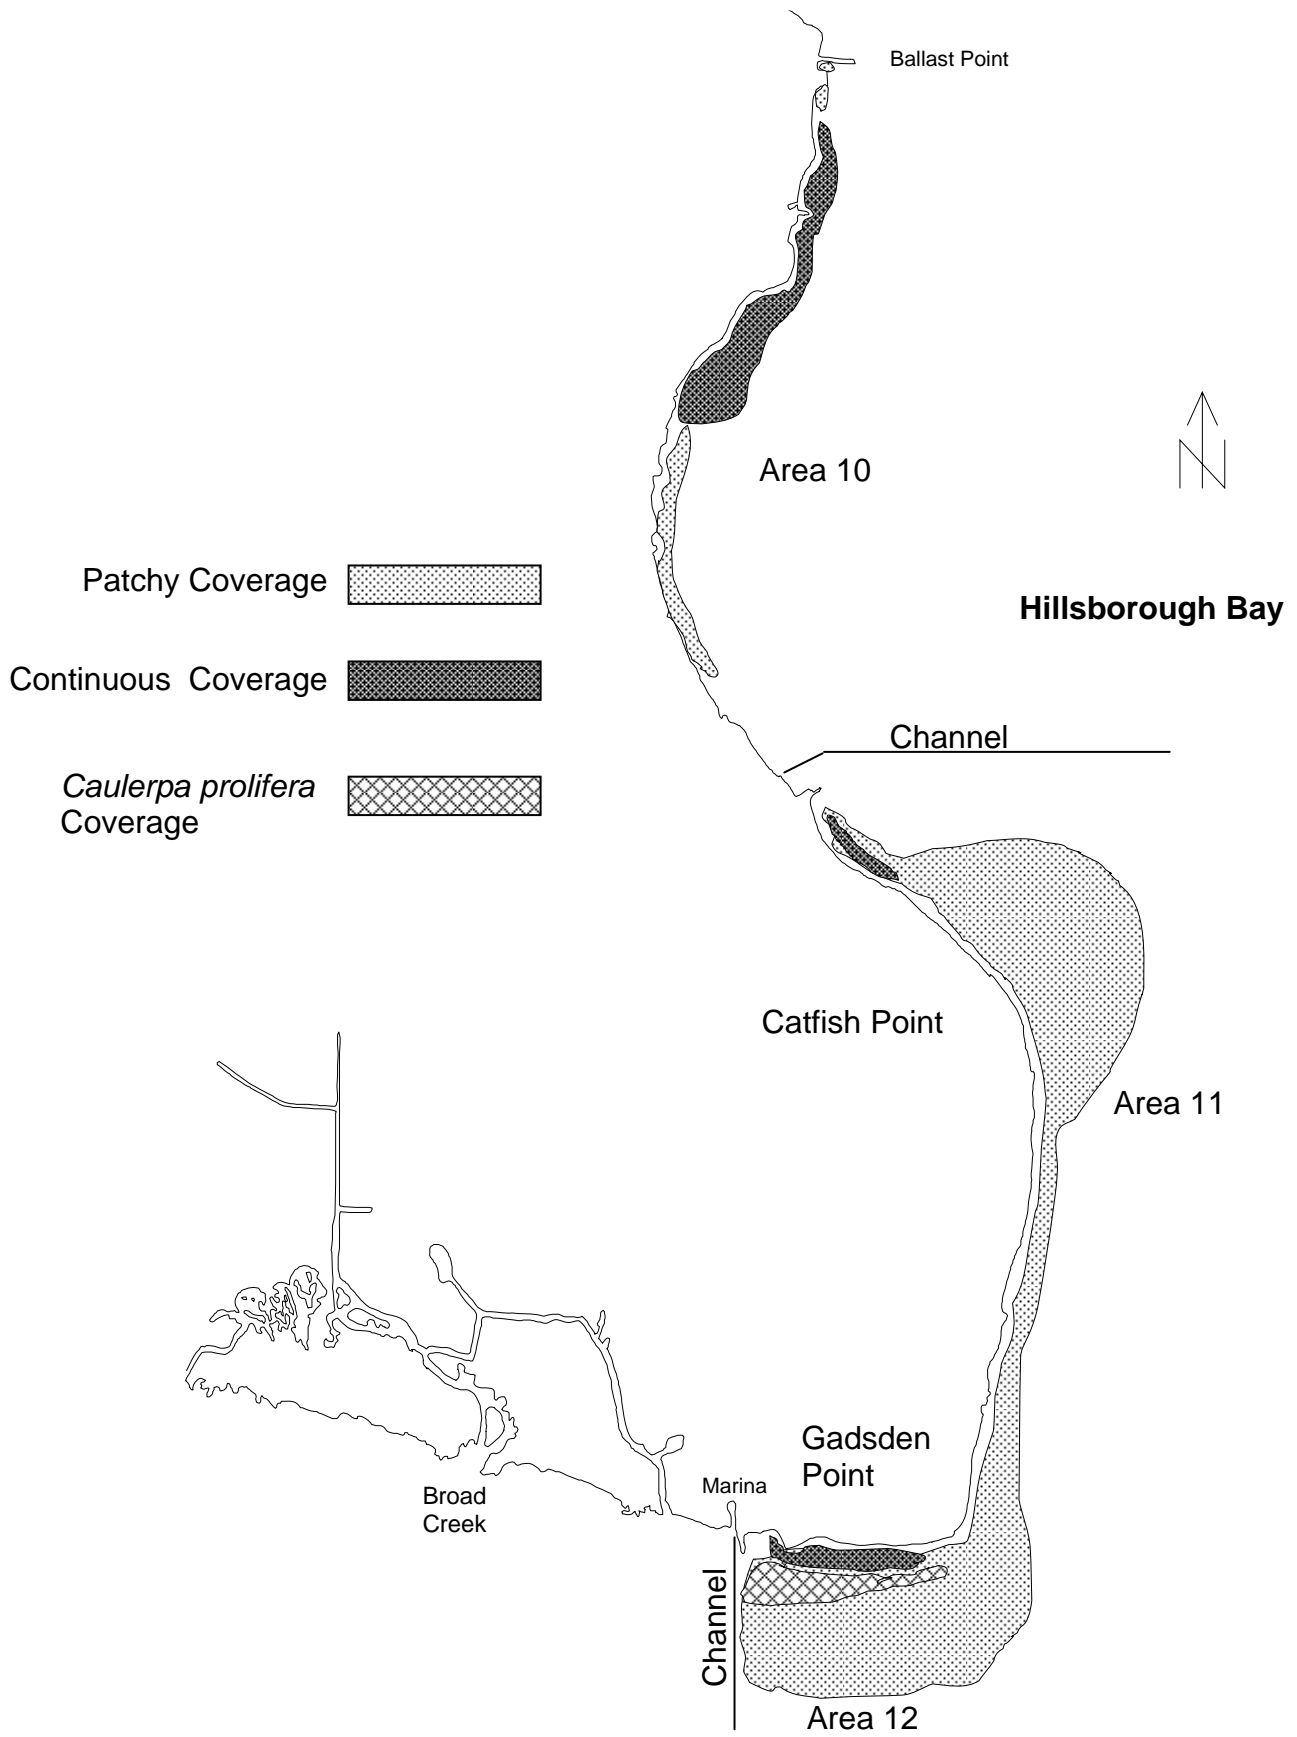 Ballast Point
Area 10
N
Patchy Coverage
Hillsborough Bay
Continuous Coverage
Channel
Caulerpa prolifera
Coverage
Catfish Point
Area 11
Gadsden
Point
Marina
Broad
Creek
Channel
Area 12